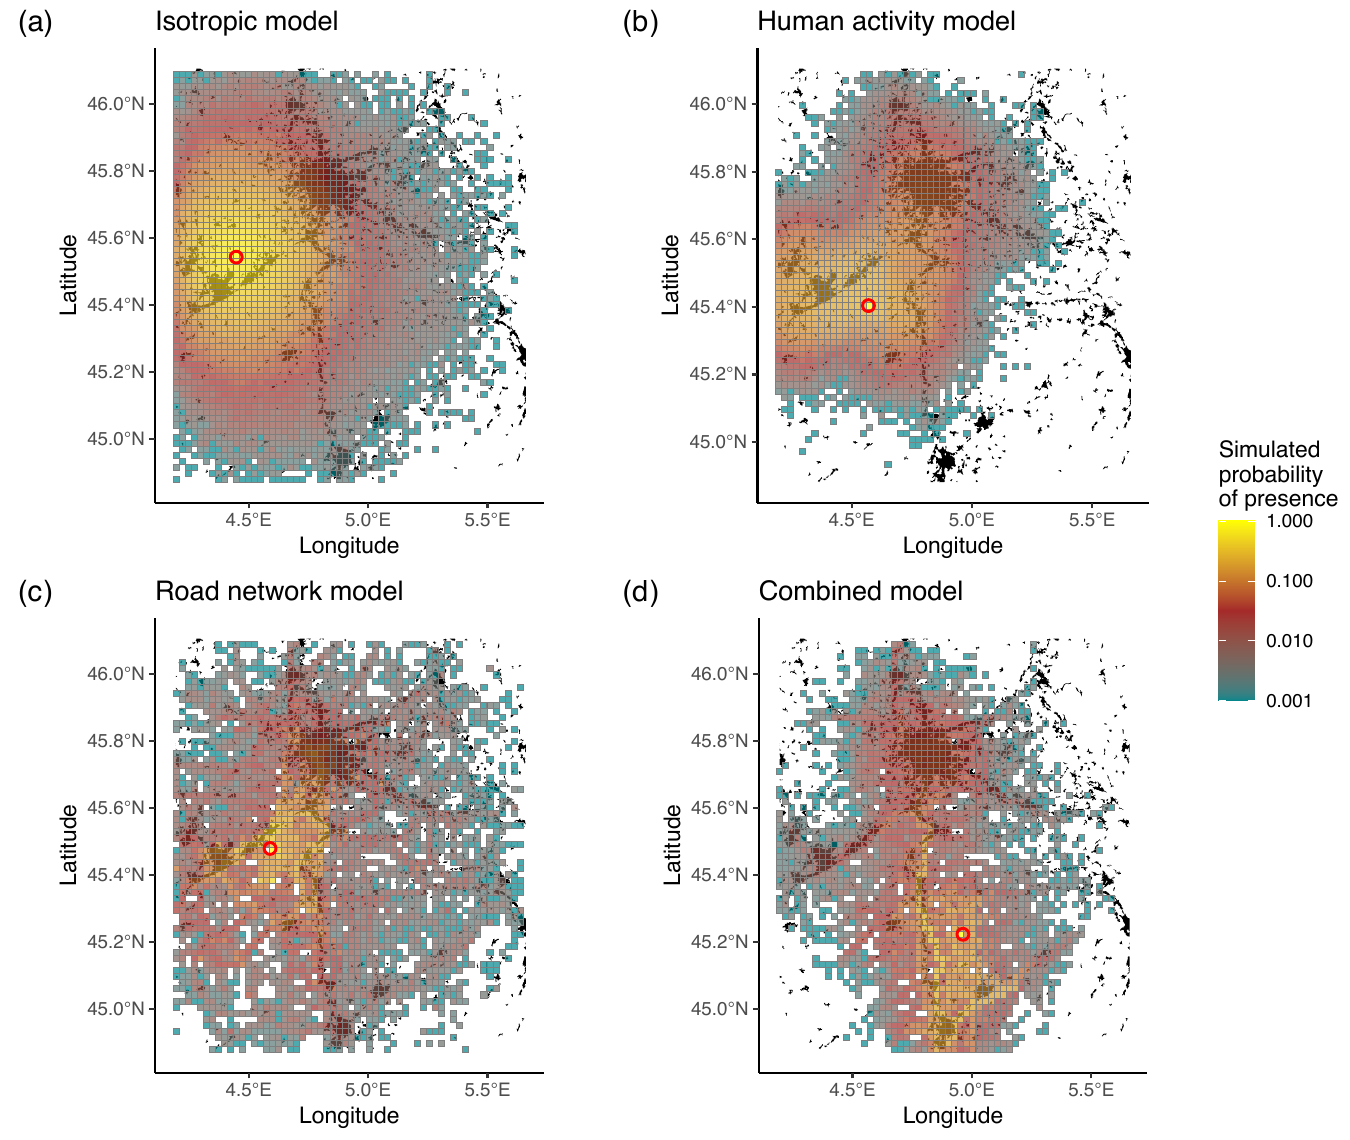 (a) Isotropic model
46.0°N
45.8°N
45.6°N
45.4°N
45.2°N
45.0°N
Latitude
4.5°E 5.0°E 5.5°E
Longitude
(b) Human activity model
46.0°N
45.8°N
45.6°N
45.4°N
45.2°N
45.0°N
Latitude
4.5°E 5.0°E 5.5°E
Longitude
(c) Road network model
46.0°N
45.8°N
45.6°N
45.4°N
45.2°N
45.0°N
Latitude
4.5°E 5.0°E 5.5°E
Longitude
(d) Combined model
46.0°N
45.8°N
45.6°N
45.4°N
45.2°N
45.0°N
Latitude
4.5°E 5.0°E 5.5°E
Longitude
Simulated
probability
of presence
1.000
0.100
0.010
0.001